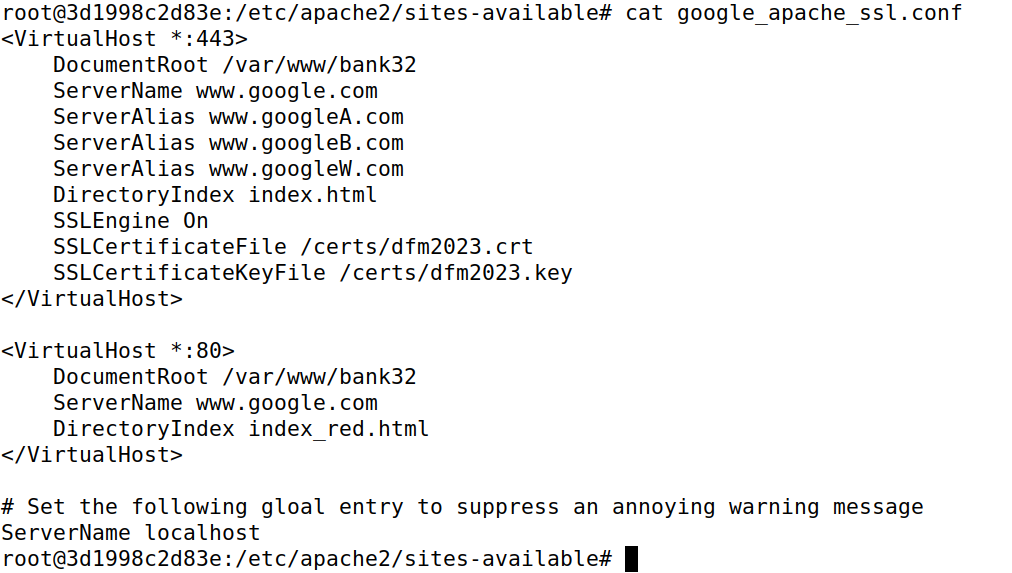 root@3d1998c2d83e:/etc/apache2/sites-available# cat google_apache_ssl.conf
<VirtualHost *:443>
    DocumentRoot /var/www/bank32
    ServerName www.google.com
    ServerAlias www.googleA.com
    ServerAlias www.googleB.com
    ServerAlias www.googleW.com
    DirectoryIndex index.html
    SSLEngine On
    SSLCertificateFile /certs/dfm2023.crt
    SSLCertificateKeyFile /certs/dfm2023.key
</VirtualHost>

<VirtualHost *:80>
    DocumentRoot /var/www/bank32
    ServerName www.google.com
    DirectoryIndex index_red.html
</VirtualHost>

# Set the following gloal entry to suppress an annoying warning message
ServerName localhost
root@3d1998c2d83e:/etc/apache2/sites-available#